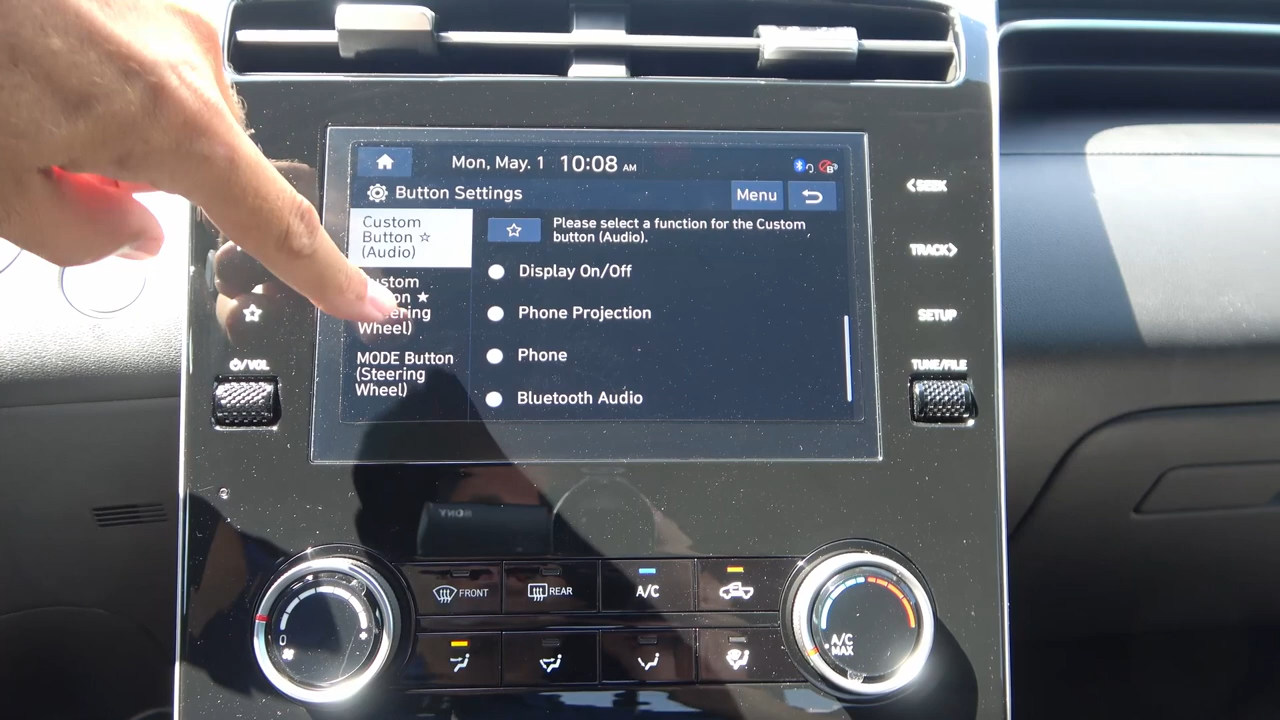 Mon, May. 1 10:08 AM
Button Settings
Menu
Custom
Button ☆
(Audio)
Please select a function for the Custom
button (Audio).
Display On/Off
Phone Projection
Wheel)
Phone
MODE Button
(Steering
Wheel)
Bluetooth Audio
<SEEK
TRACK>
SETUP
/VOL
TUNE/FILE
FRONT
REAR
A/C
A/C
MAX